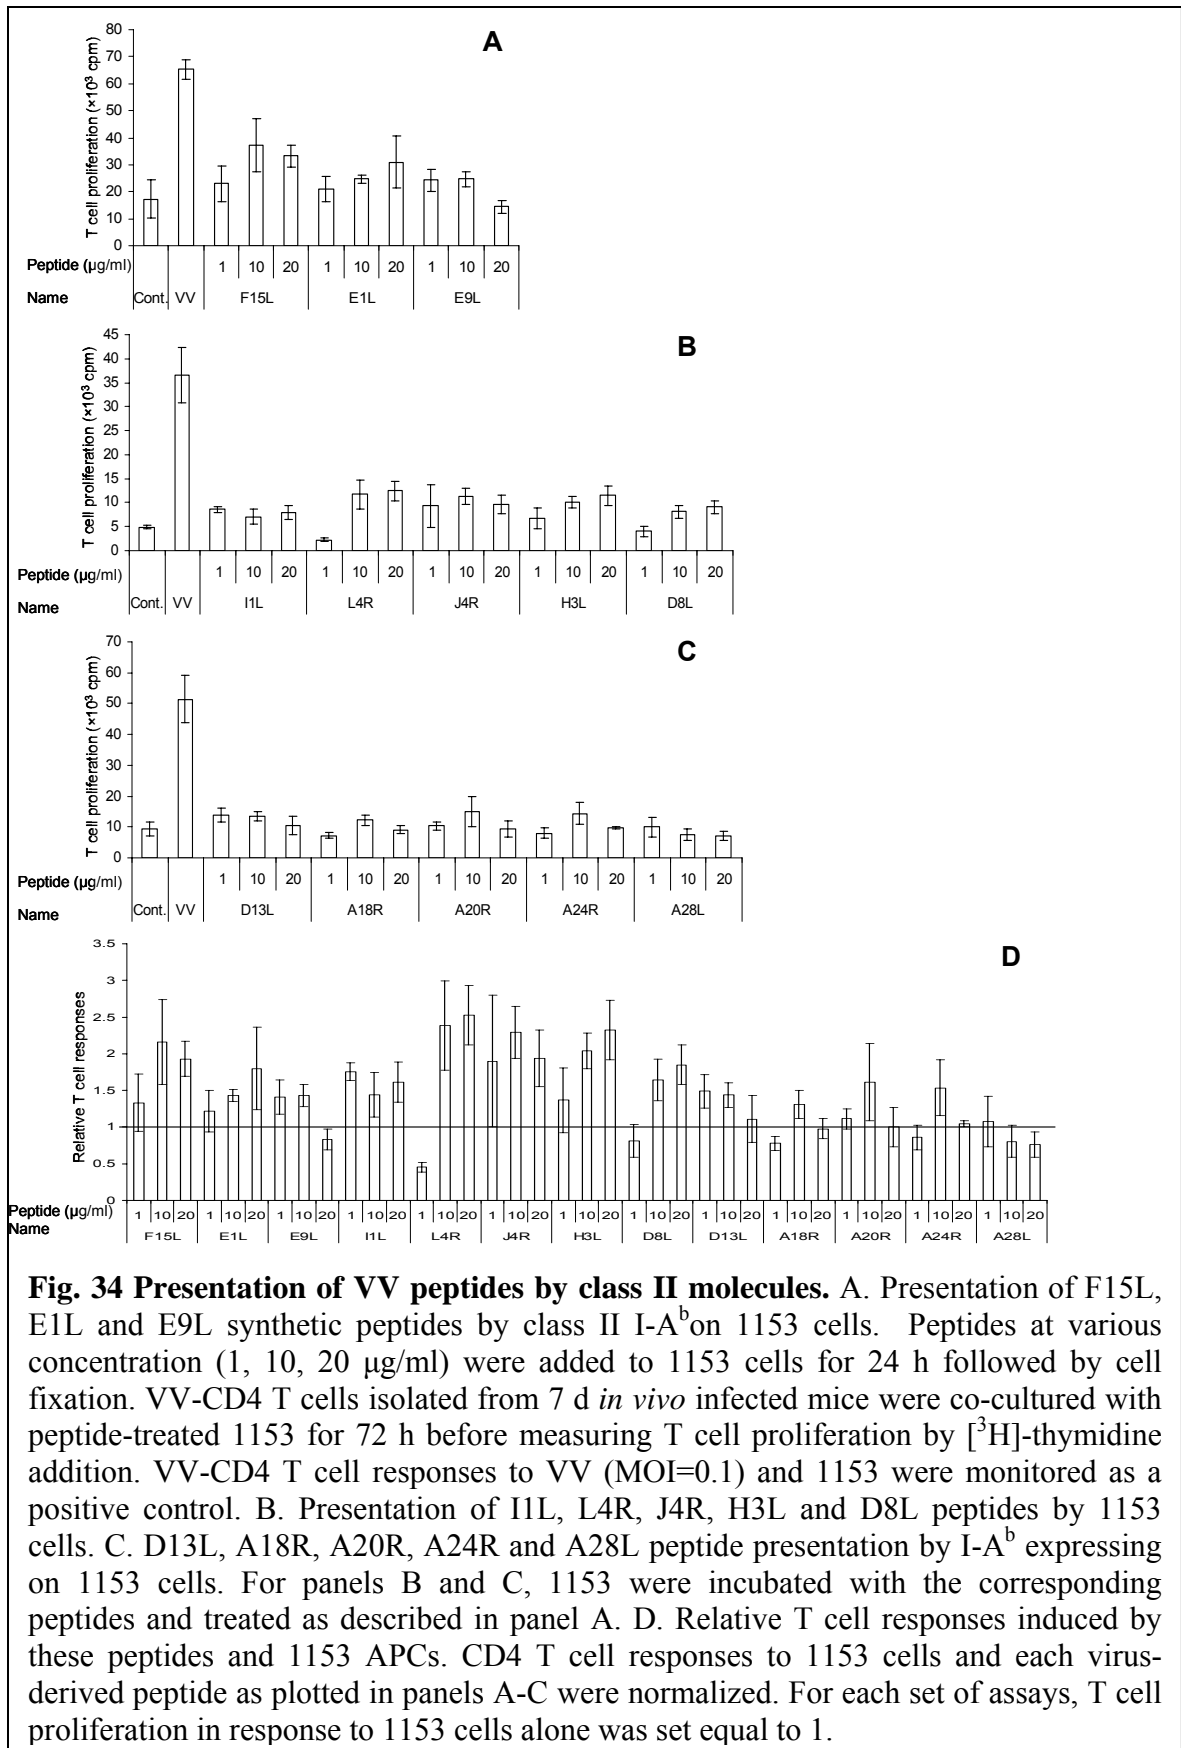 A
T cell proliferation (×10³ cpm)
80
70
60
50
40
30
20
10
0
Peptide (µg/ml) 1 10 20 1 10 20 1 10 20
Name Cont. VV F15L E1L E9L
B
T cell proliferation (×10³ cpm)
45
40
35
30
25
20
15
10
5
0
Peptide (µg/ml) 1 10 20 1 10 20 1 10 20 1 10 20 1 10 20
Name Cont. VV I1L L4R J4R H3L D8L
C
T cell proliferation (×10³ cpm)
70
60
50
40
30
20
10
0
Peptide (µg/ml) 1 10 20 1 10 20 1 10 20 1 10 20 1 10 20
Name Cont. VV D13L A18R A20R A24R A28L
D
Relative T cell responses
3.5
3
2.5
2
1.5
1
0.5
0
Peptide (µg/ml) 1 10 20 1 10 20 1 10 20 1 10 20 1 10 20 1 10 20 1 10 20 1 10 20 1 10 20 1 10 20 1 10 20 1 10 20 1 10 20
Name F15L E1L E9L I1L L4R J4R H3L D8L D13L A18R A20R A24R A28L
Fig. 34 Presentation of VV peptides by class II molecules. A. Presentation of F15L,
E1L and E9L synthetic peptides by class II I-Aᵇon 1153 cells. Peptides at various
concentration (1, 10, 20 µg/ml) were added to 1153 cells for 24 h followed by cell
fixation. VV-CD4 T cells isolated from 7 d in vivo infected mice were co-cultured with
peptide-treated 1153 for 72 h before measuring T cell proliferation by [³H]-thymidine
addition. VV-CD4 T cell responses to VV (MOI=0.1) and 1153 were monitored as a
positive control. B. Presentation of I1L, L4R, J4R, H3L and D8L peptides by 1153
cells. C. D13L, A18R, A20R, A24R and A28L peptide presentation by I-Aᵇ expressing
on 1153 cells. For panels B and C, 1153 were incubated with the corresponding
peptides and treated as described in panel A. D. Relative T cell responses induced by
these peptides and 1153 APCs. CD4 T cell responses to 1153 cells and each virus-
derived peptide as plotted in panels A-C were normalized. For each set of assays, T cell
proliferation in response to 1153 cells alone was set equal to 1.